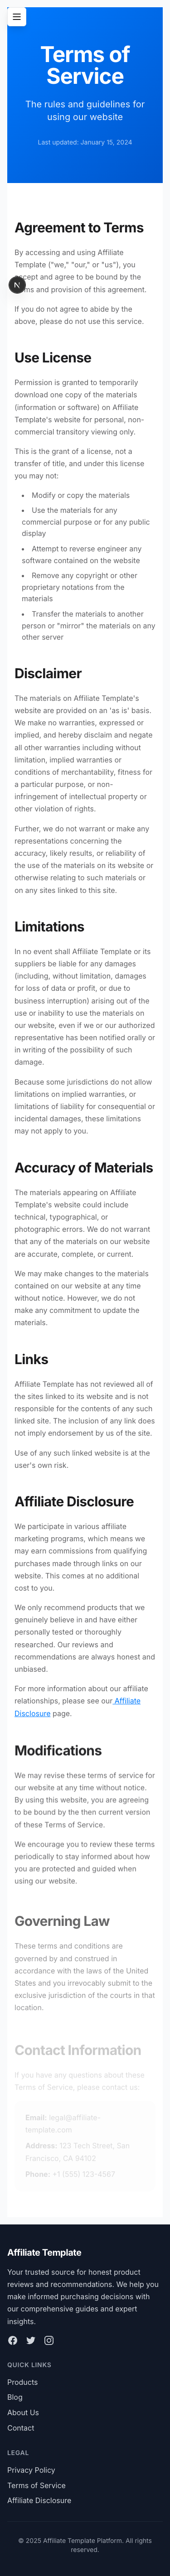 Terms of
Service
The rules and guidelines for
using our website
Last updated: January 15, 2024
Agreement to Terms
By accessing and using Affiliate
Template ("we," "our," or "us"), you
accept and agree to be bound by the
terms and provision of this agreement.
If you do not agree to abide by the
above, please do not use this service.
Use License
Permission is granted to temporarily
download one copy of the materials
(information or software) on Affiliate
Template's website for personal, non-
commercial transitory viewing only.
This is the grant of a license, not a
transfer of title, and under this license
you may not:
• Modify or copy the materials
• Use the materials for any
commercial purpose or for any public
display
• Attempt to reverse engineer any
software contained on the website
• Remove any copyright or other
proprietary notations from the
materials
• Transfer the materials to another
person or "mirror" the materials on any
other server
Disclaimer
The materials on Affiliate Template's
website are provided on an 'as is' basis.
We make no warranties, expressed or
implied, and hereby disclaim and negate
all other warranties including without
limitation, implied warranties or
conditions of merchantability, fitness for
a particular purpose, or non-
infringement of intellectual property or
other violation of rights.
Further, we do not warrant or make any
representations concerning the
accuracy, likely results, or reliability of
the use of the materials on its website or
otherwise relating to such materials or
on any sites linked to this site.
Limitations
In no event shall Affiliate Template or its
suppliers be liable for any damages
(including, without limitation, damages
for loss of data or profit, or due to
business interruption) arising out of the
use or inability to use the materials on
our website, even if we or our authorized
representative has been notified orally or
in writing of the possibility of such
damage.
Because some jurisdictions do not allow
limitations on implied warranties, or
limitations of liability for consequential or
incidental damages, these limitations
may not apply to you.
Accuracy of Materials
The materials appearing on Affiliate
Template's website could include
technical, typographical, or
photographic errors. We do not warrant
that any of the materials on our website
are accurate, complete, or current.
We may make changes to the materials
contained on our website at any time
without notice. However, we do not
make any commitment to update the
materials.
Links
Affiliate Template has not reviewed all of
the sites linked to its website and is not
responsible for the contents of any such
linked site. The inclusion of any link does
not imply endorsement by us of the site.
Use of any such linked website is at the
user's own risk.
Affiliate Disclosure
We participate in various affiliate
marketing programs, which means we
may earn commissions from qualifying
purchases made through links on our
website. This comes at no additional
cost to you.
We only recommend products that we
genuinely believe in and have either
personally tested or thoroughly
researched. Our reviews and
recommendations are always honest and
unbiased.
For more information about our affiliate
relationships, please see our Affiliate
Disclosure page.
Modifications
We may revise these terms of service for
our website at any time without notice.
By using this website, you are agreeing
to be bound by the then current version
of these Terms of Service.
We encourage you to review these terms
periodically to stay informed about how
you are protected and guided when
using our website.
Governing Law
These terms and conditions are
governed by and construed in
accordance with the laws of the United
States and you irrevocably submit to the
exclusive jurisdiction of the courts in that
location.
Contact Information
If you have any questions about these
Terms of Service, please contact us:
Email: legal@affiliate-
template.com
Address: 123 Tech Street, San
Francisco, CA 94102
Phone: +1 (555) 123-4567
Affiliate Template
Your trusted source for honest product
reviews and recommendations. We help you
make informed purchasing decisions with
our comprehensive guides and expert
insights.
QUICK LINKS
Products
Blog
About Us
Contact
LEGAL
Privacy Policy
Terms of Service
Affiliate Disclosure
© 2025 Affiliate Template Platform. All rights
reserved.